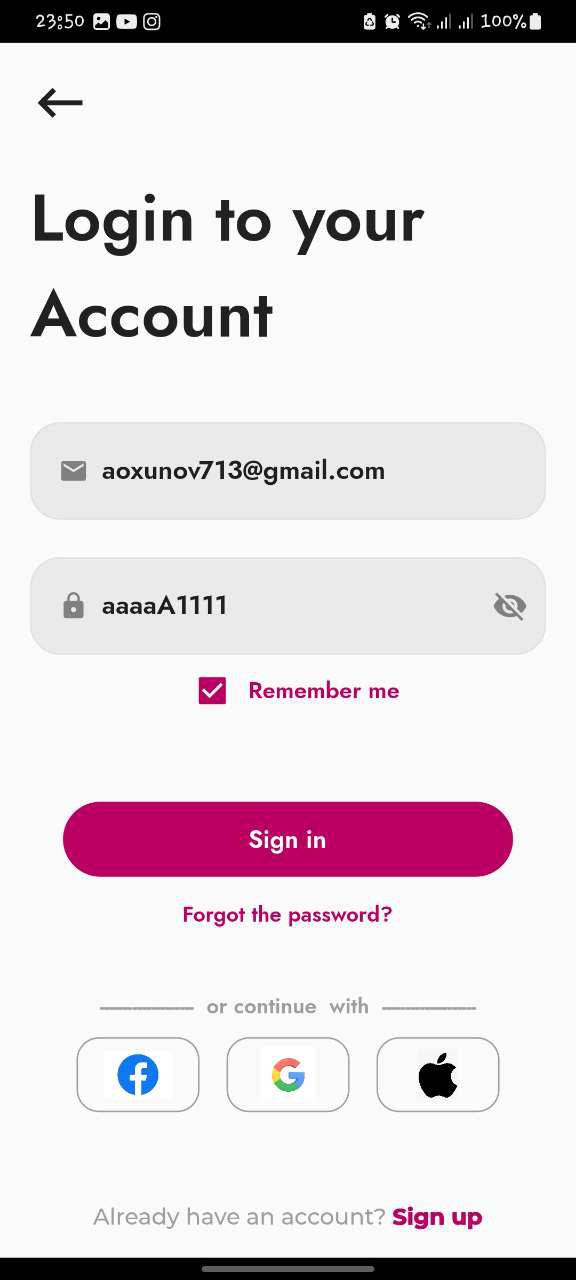 23:50 100%
Login to your
Account
aoxunov713@gmail.com
aaaaA1111
Remember me
Sign in
Forgot the password?
or continue with
Already have an account? Sign up